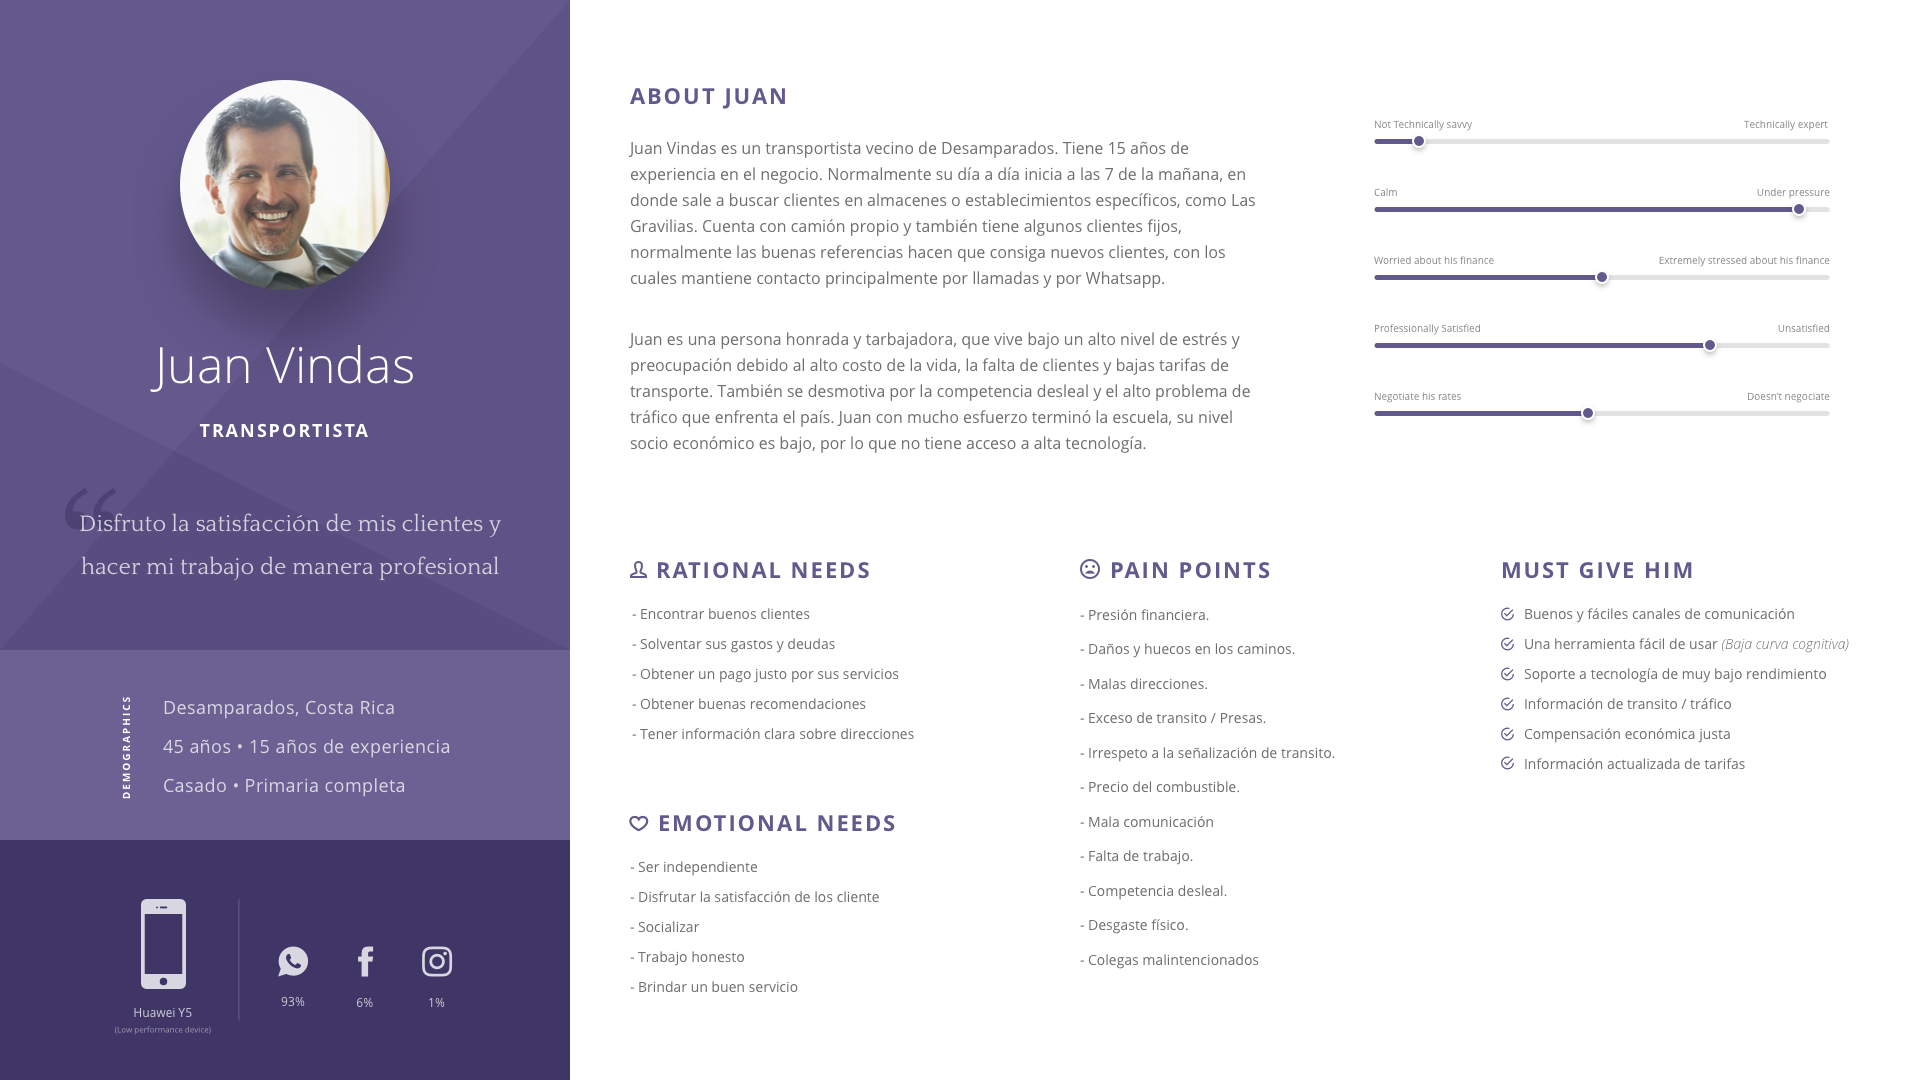 Juan Vindas
TRANSPORTISTA
“
Disfruto la satisfacción de mis clientes y
hacer mi trabajo de manera profesional
DEMOGRAPHICS
Desamparados, Costa Rica
45 años • 15 años de experiencia
Casado • Primaria completa
Huawei Y5
(Low performance device)
93%
6%
1%
ABOUT JUAN
Juan Vindas es un transportista vecino de Desamparados. Tiene 15 años de
experiencia en el negocio. Normalmente su día a día inicia a las 7 de la mañana, en
donde sale a buscar clientes en almacenes o establecimientos específicos, como Las
Gravilias. Cuenta con camión propio y también tiene algunos clientes fijos,
normalmente las buenas referencias hacen que consiga nuevos clientes, con los
cuales mantiene contacto principalmente por llamadas y por Whatsapp.
Juan es una persona honrada y tarbajadora, que vive bajo un alto nivel de estrés y
preocupación debido al alto costo de la vida, la falta de clientes y bajas tarifas de
transporte. También se desmotiva por la competencia desleal y el alto problema de
tráfico que enfrenta el país. Juan con mucho esfuerzo terminó la escuela, su nivel
socio económico es bajo, por lo que no tiene acceso a alta tecnología.
Not Technically savvy
Technically expert
Calm
Under pressure
Worried about his finance
Extremely stressed about his finance
Professionally Satisfied
Unsatisfied
Negotiate his rates
Doesn't negociate
RATIONAL NEEDS
- Encontrar buenos clientes
- Solventar sus gastos y deudas
- Obtener un pago justo por sus servicios
- Obtener buenas recomendaciones
- Tener información clara sobre direcciones
EMOTIONAL NEEDS
- Ser independiente
- Disfrutar la satisfacción de los cliente
- Socializar
- Trabajo honesto
- Brindar un buen servicio
PAIN POINTS
- Presión financiera.
- Daños y huecos en los caminos.
- Malas direcciones.
- Exceso de transito / Presas.
- Irrespeto a la señalización de transito.
- Precio del combustible.
- Mala comunicación
- Falta de trabajo.
- Competencia desleal.
- Desgaste físico.
- Colegas malintencionados
MUST GIVE HIM
Buenos y fáciles canales de comunicación
Una herramienta fácil de usar (Baja curva cognitiva)
Soporte a tecnología de muy bajo rendimiento
Información de transito / tráfico
Compensación económica justa
Información actualizada de tarifas